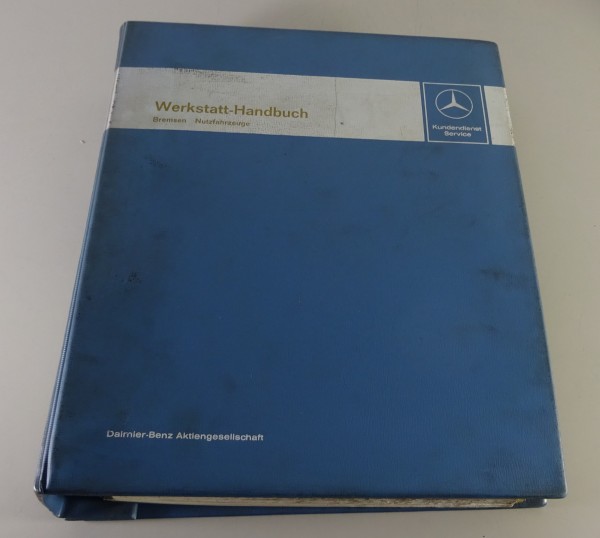 Werkstatt-Handbuch
Bremsen Nutzfahrzeuge
Kundendienst
Service
Daimler-Benz Aktiengesellschaft